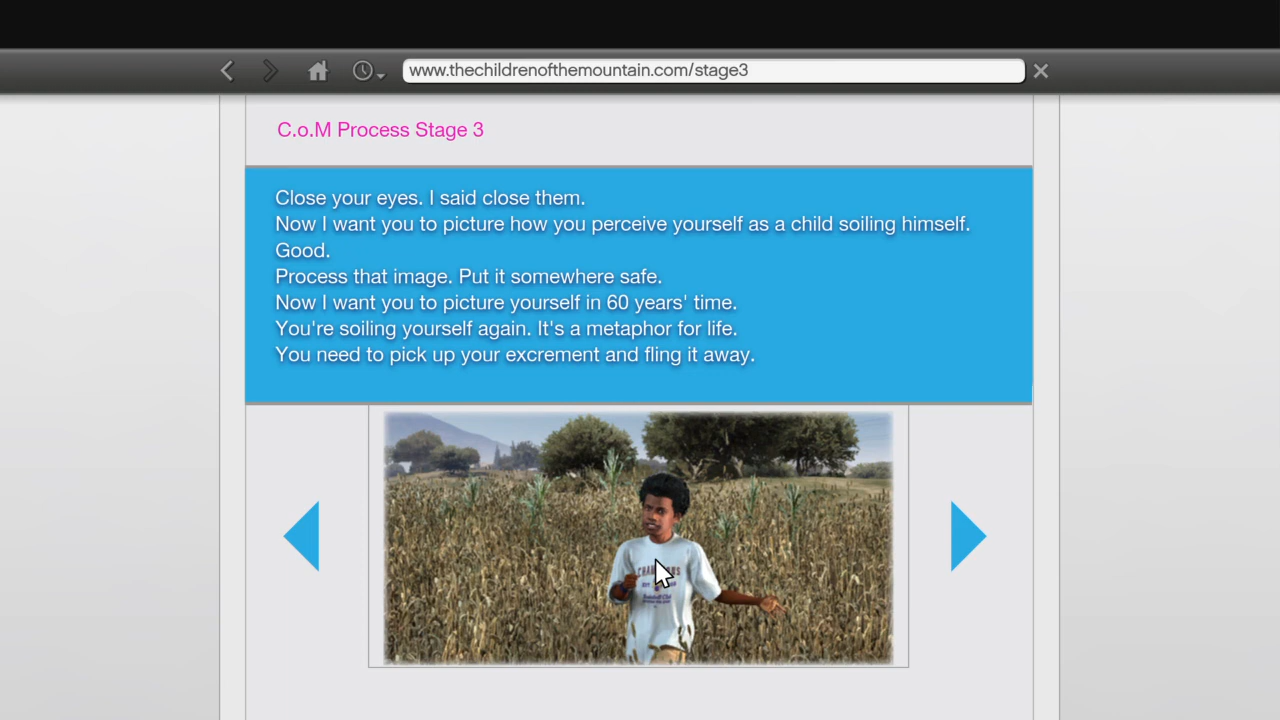 www.thechildrenofthemountain.com/stage3
C.o.M Process Stage 3
Close your eyes. I said close them.
Now I want you to picture how you perceive yourself as a child soiling himself.
Good.
Process that image. Put it somewhere safe.
Now I want you to picture yourself in 60 years' time.
You're soiling yourself again. It's a metaphor for life.
You need to pick up your excrement and fling it away.